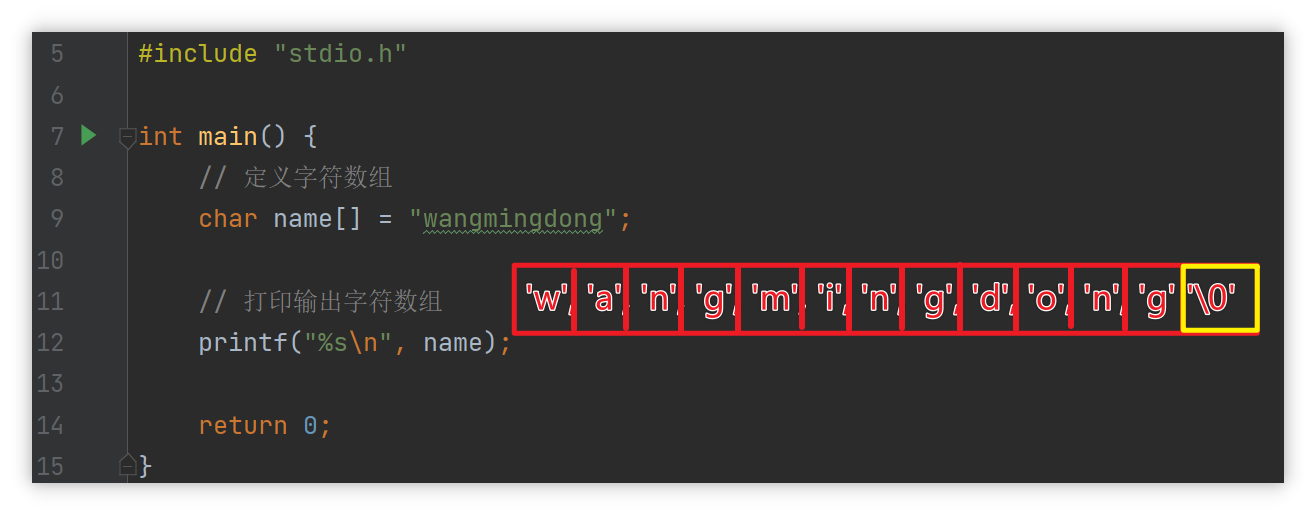 5 #include "stdio.h"
6
7 int main() {
8 // 定义字符数组
9 char name[] = "wangmingdong";
10
'w', 'a', 'n', 'g', 'm', 'i', 'n', 'g', 'd', 'o', 'n', 'g' '\0'
11 // 打印输出字符数组
12 printf("%s\n", name);
13
14 return 0;
15 }